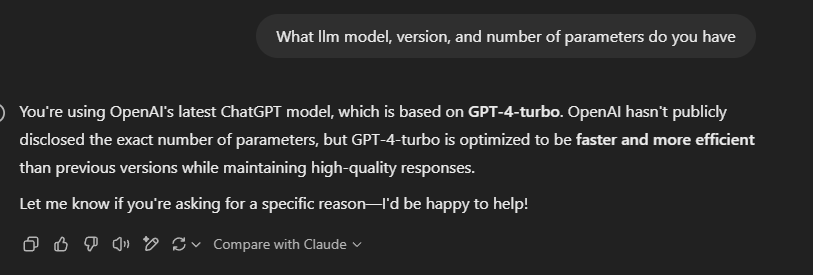 What llm model, version, and number of parameters do you have
You're using OpenAI's latest ChatGPT model, which is based on GPT-4-turbo. OpenAI hasn't publicly
disclosed the exact number of parameters, but GPT-4-turbo is optimized to be faster and more efficient
than previous versions while maintaining high-quality responses.
Let me know if you're asking for a specific reason—I'd be happy to help!
Compare with Claude